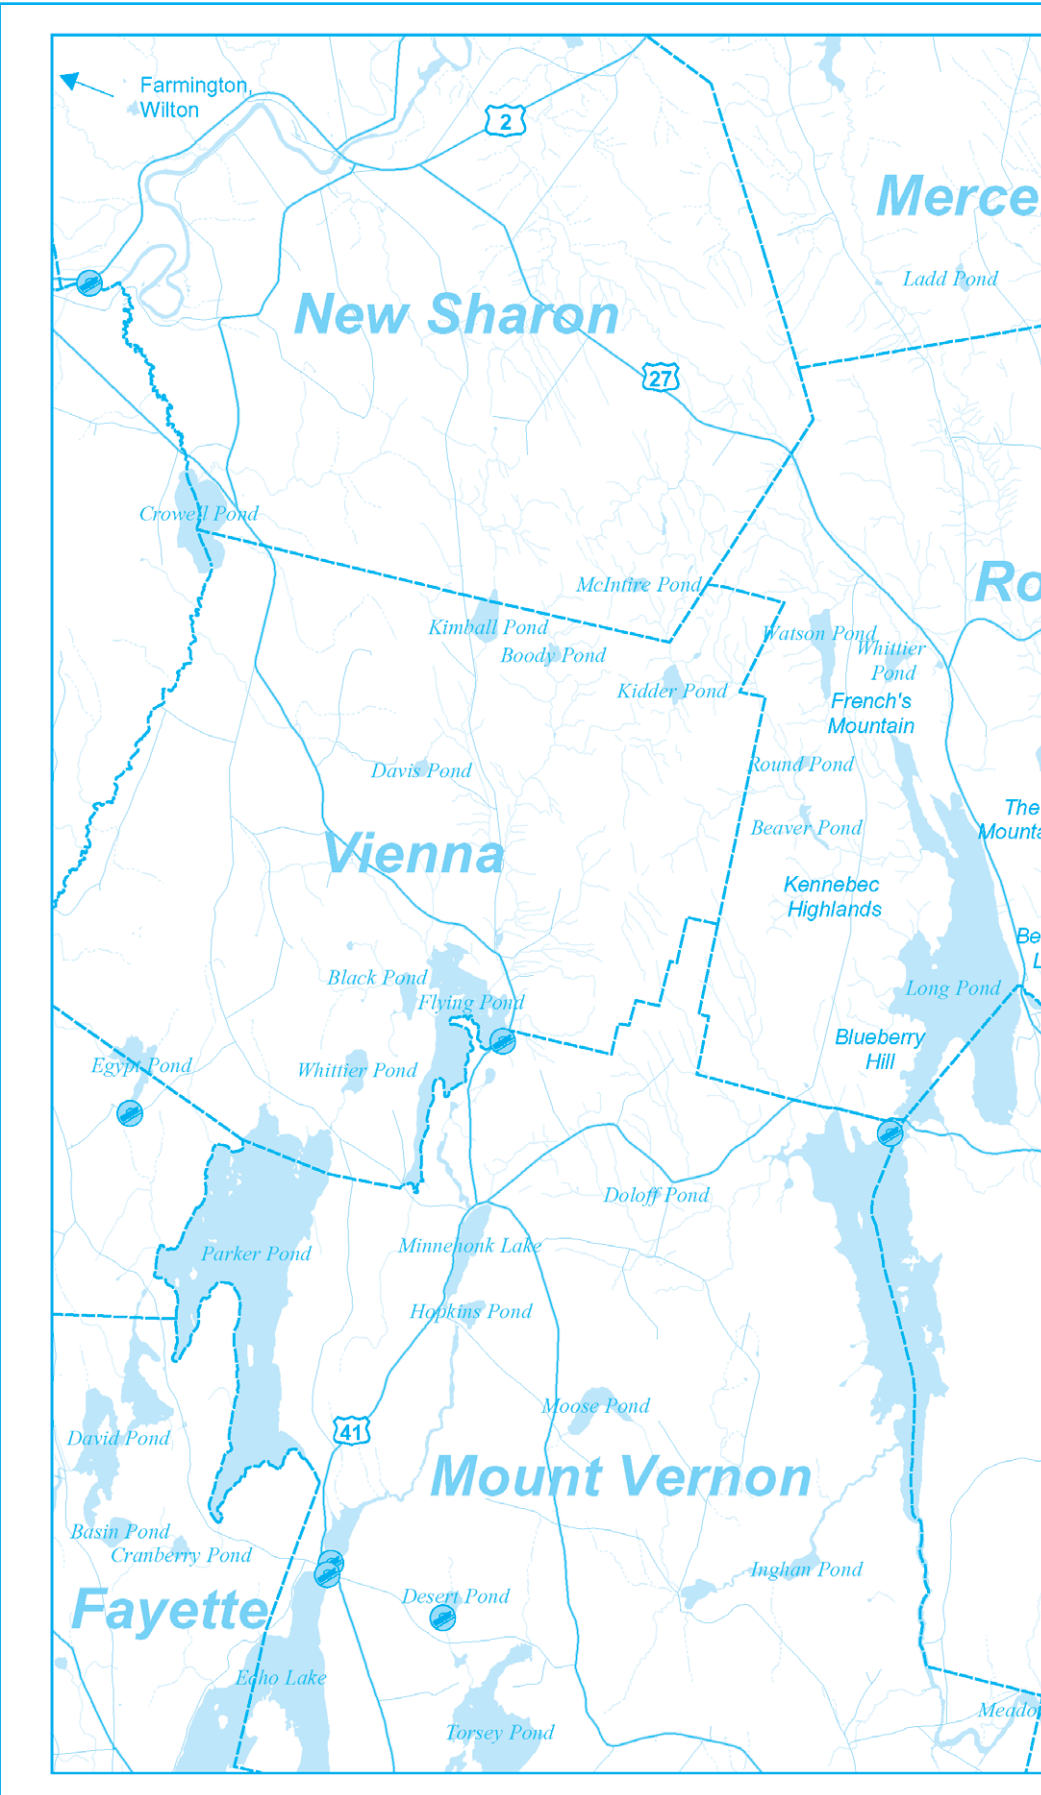 Farmington,
Wilton
2
Merce
Ladd Pond
New Sharon
27
Crowell Pond
McIntire Pond
Ro
Kimball Pond
Watson Pond
Boody Pond
Whittier
Pond
Kidder Pond
French's
Mountain
Davis Pond
Round Pond
The
Mounta
Beaver Pond
Vienna
Kennebec
Highlands
Be
L
Black Pond
Long Pond
Flying Pond
Blueberry
Hill
Egypt Pond
Whittier Pond
Doloff Pond
Minnehonk Lake
Parker Pond
Hopkins Pond
Moose Pond
41
David Pond
Mount Vernon
Basin Pond
Cranberry Pond
Inghan Pond
Desert Pond
Fayette
Echo Lake
Meado
Torsey Pond